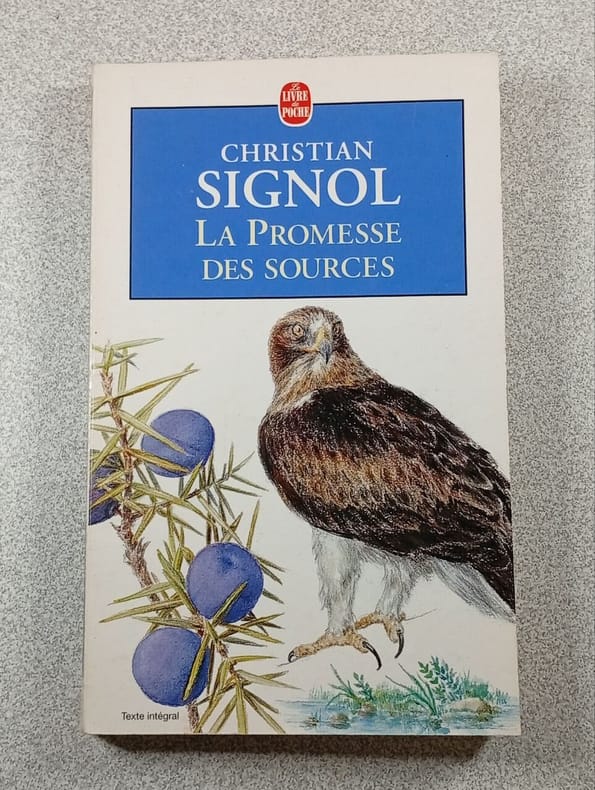 Le
LIVRE
de
POCHE
CHRISTIAN
SIGNOL
LA PROMESSE
DES SOURCES
Texte intégral